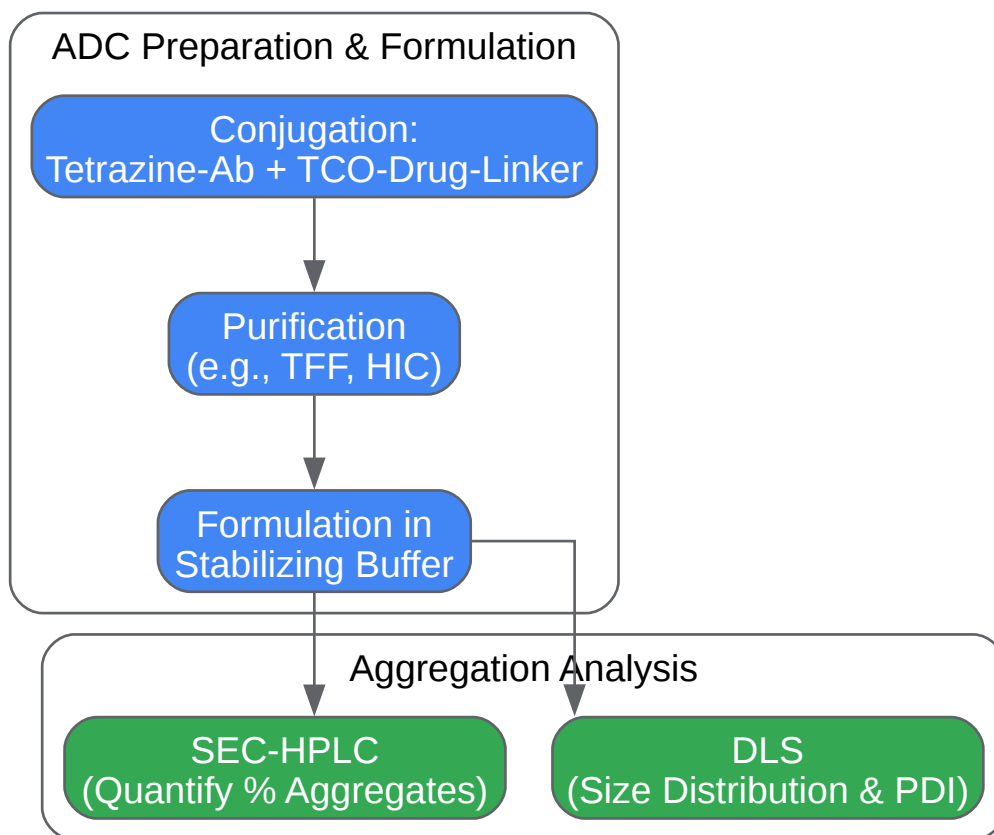 ADC Preparation & Formulation
Conjugation:
Tetrazine-Ab + TCO-Drug-Linker
Purification
(e.g., TFF, HIC)
Formulation in
Stabilizing Buffer
Aggregation Analysis
SEC-HPLC
(Quantify % Aggregates)
DLS
(Size Distribution & PDI)